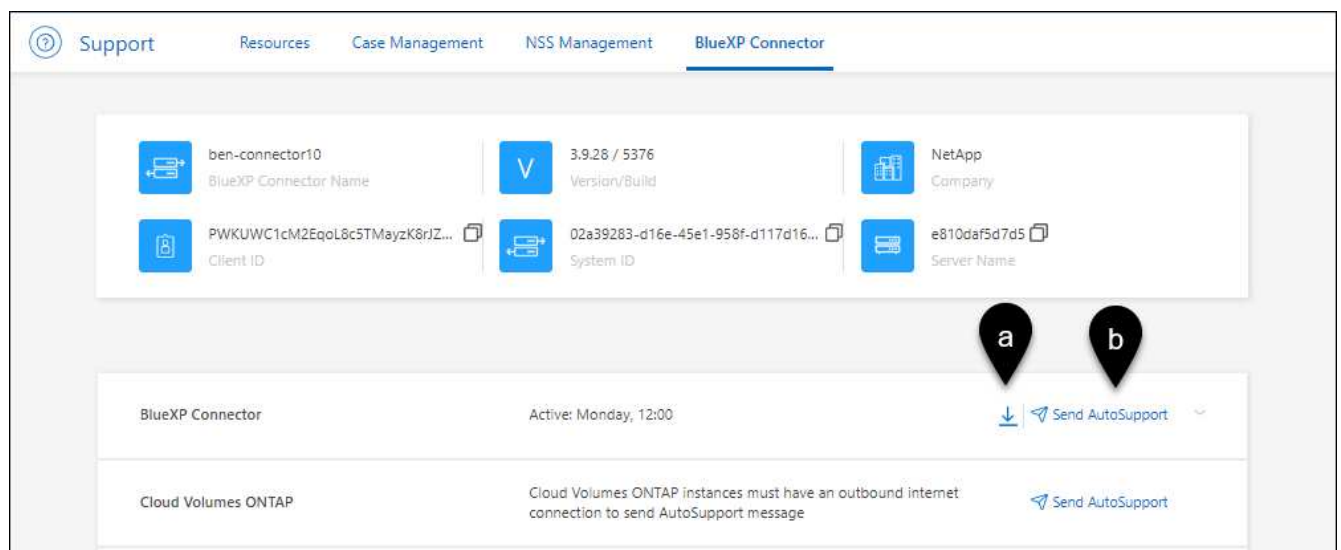 Support
Resources
Case Management
NSS Management
BlueXP Connector
ben-connector10
BlueXP Connector Name
V
3.9.28 / 5376
Version/Build
NetApp
Company
PWKUWC1cM2EqoL8c5TMayzK8rJZ...
Client ID
02a39283-d16e-45e1-958f-d117d16...
System ID
e810daf5d7d5
Server Name
a
b
BlueXP Connector
Active: Monday, 12:00
Send AutoSupport
Cloud Volumes ONTAP
Cloud Volumes ONTAP instances must have an outbound internet
connection to send AutoSupport message
Send AutoSupport